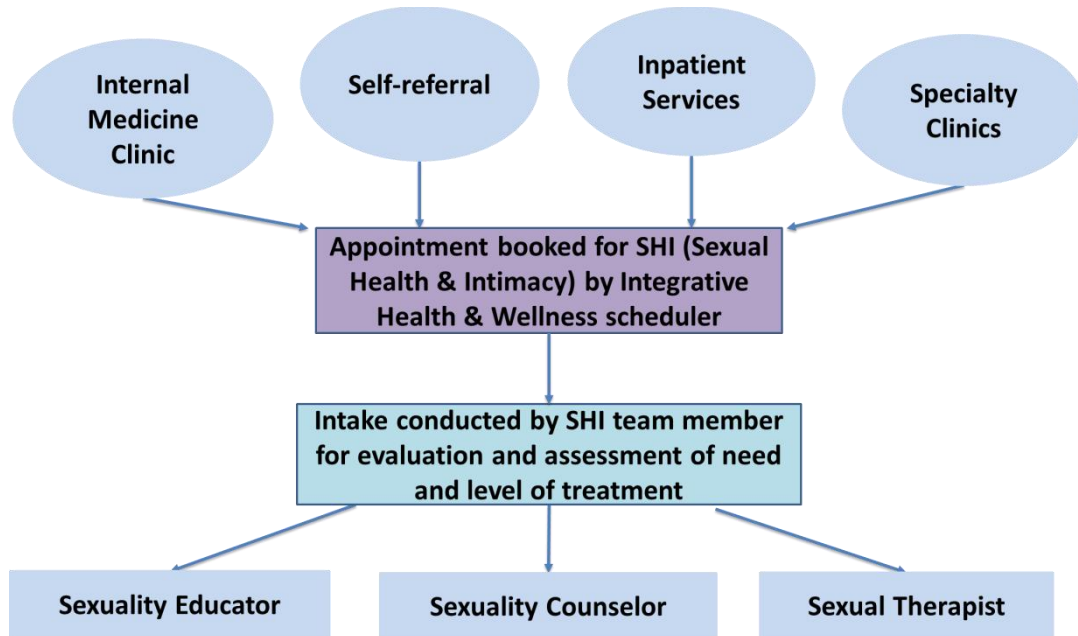 Internal
Medicine
Clinic
Self-referral
Inpatient
Services
Specialty
Clinics
Appointment booked for SHI (Sexual
Health & Intimacy) by Integrative
Health & Wellness scheduler
Intake conducted by SHI team member
for evaluation and assessment of need
and level of treatment
Sexuality Educator
Sexuality Counselor
Sexual Therapist